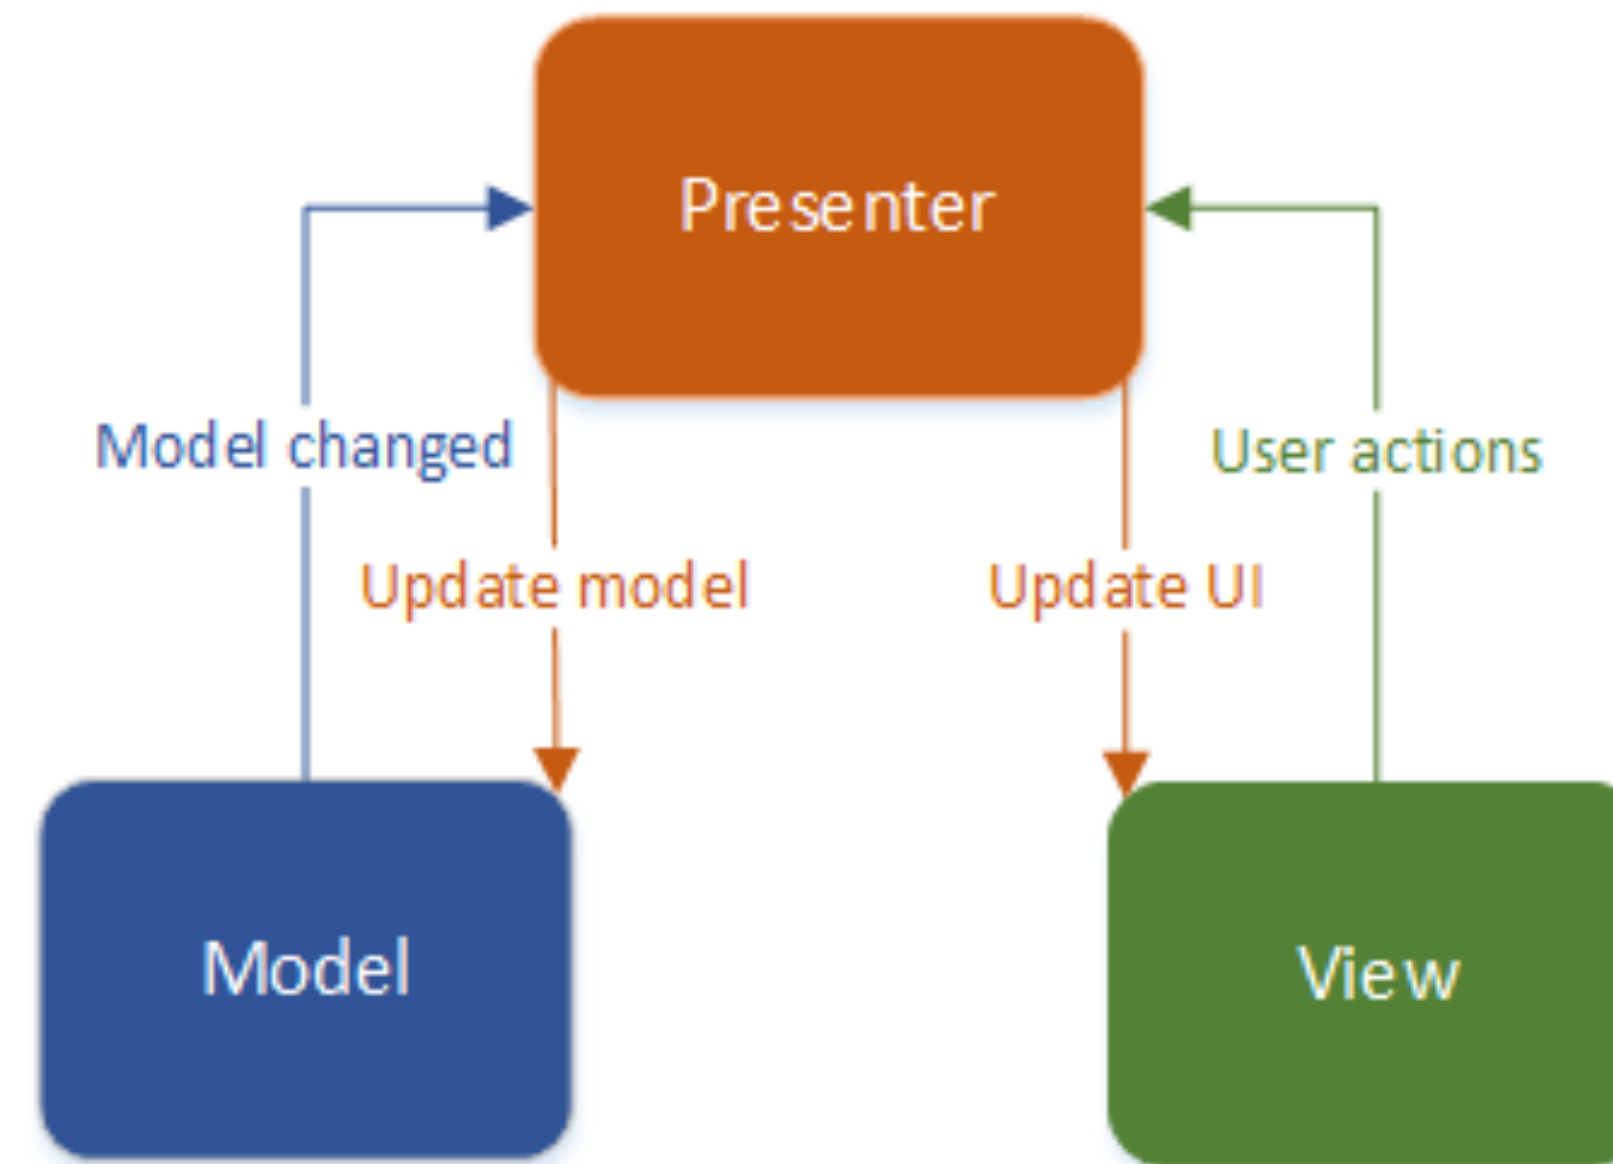 Presenter
Model changed
User actions
Update model
Update UI
Model
View